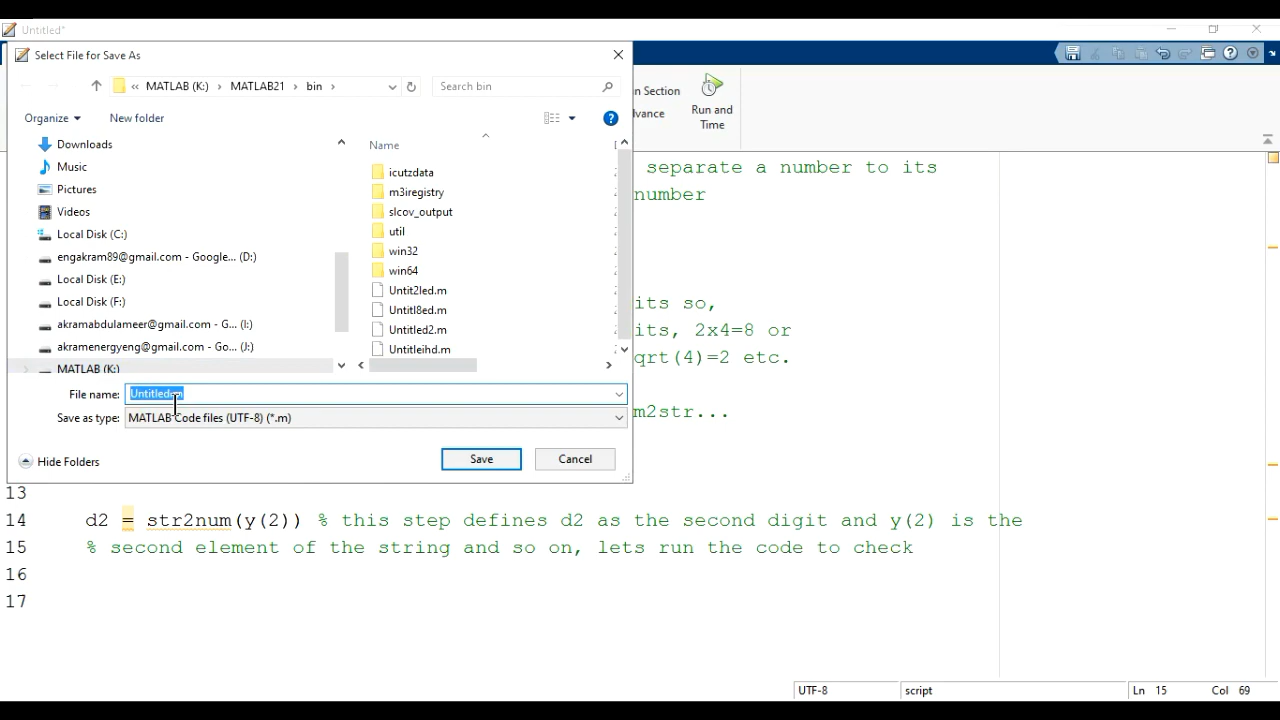 Untitled*
Select File for Save As
« MATLAB (K:) › MATLAB21 › bin ›
Search bin
Organize
New folder
Downloads
Music
Pictures
Videos
Local Disk (C:)
engakram89@gmail.com - Google... (D:)
Local Disk (E:)
Local Disk (F:)
akramabdulameer@gmail.com - G... (I:)
akramenergyeng@gmail.com - Go... (J:)
MATLAB (K:)
Name
icutzdata
m3iregistry
slcov_output
util
win32
win64
Untit2led.m
Untitl8ed.m
Untitled2.m
Untitleihd.m
File name: Untitled.m
Save as type: MATLAB Code files (UTF-8) (*.m)
Hide Folders
Save
Cancel
n Section
vance
Run and
Time
separate a number to its
number
its so,
its, 2x4=8 or
qrt(4)=2 etc.
m2str...
13
14 d2 = str2num(y(2)) % this step defines d2 as the second digit and y(2) is the
15 % second element of the string and so on, lets run the code to check
16
17
UTF-8
script
Ln 15
Col 69